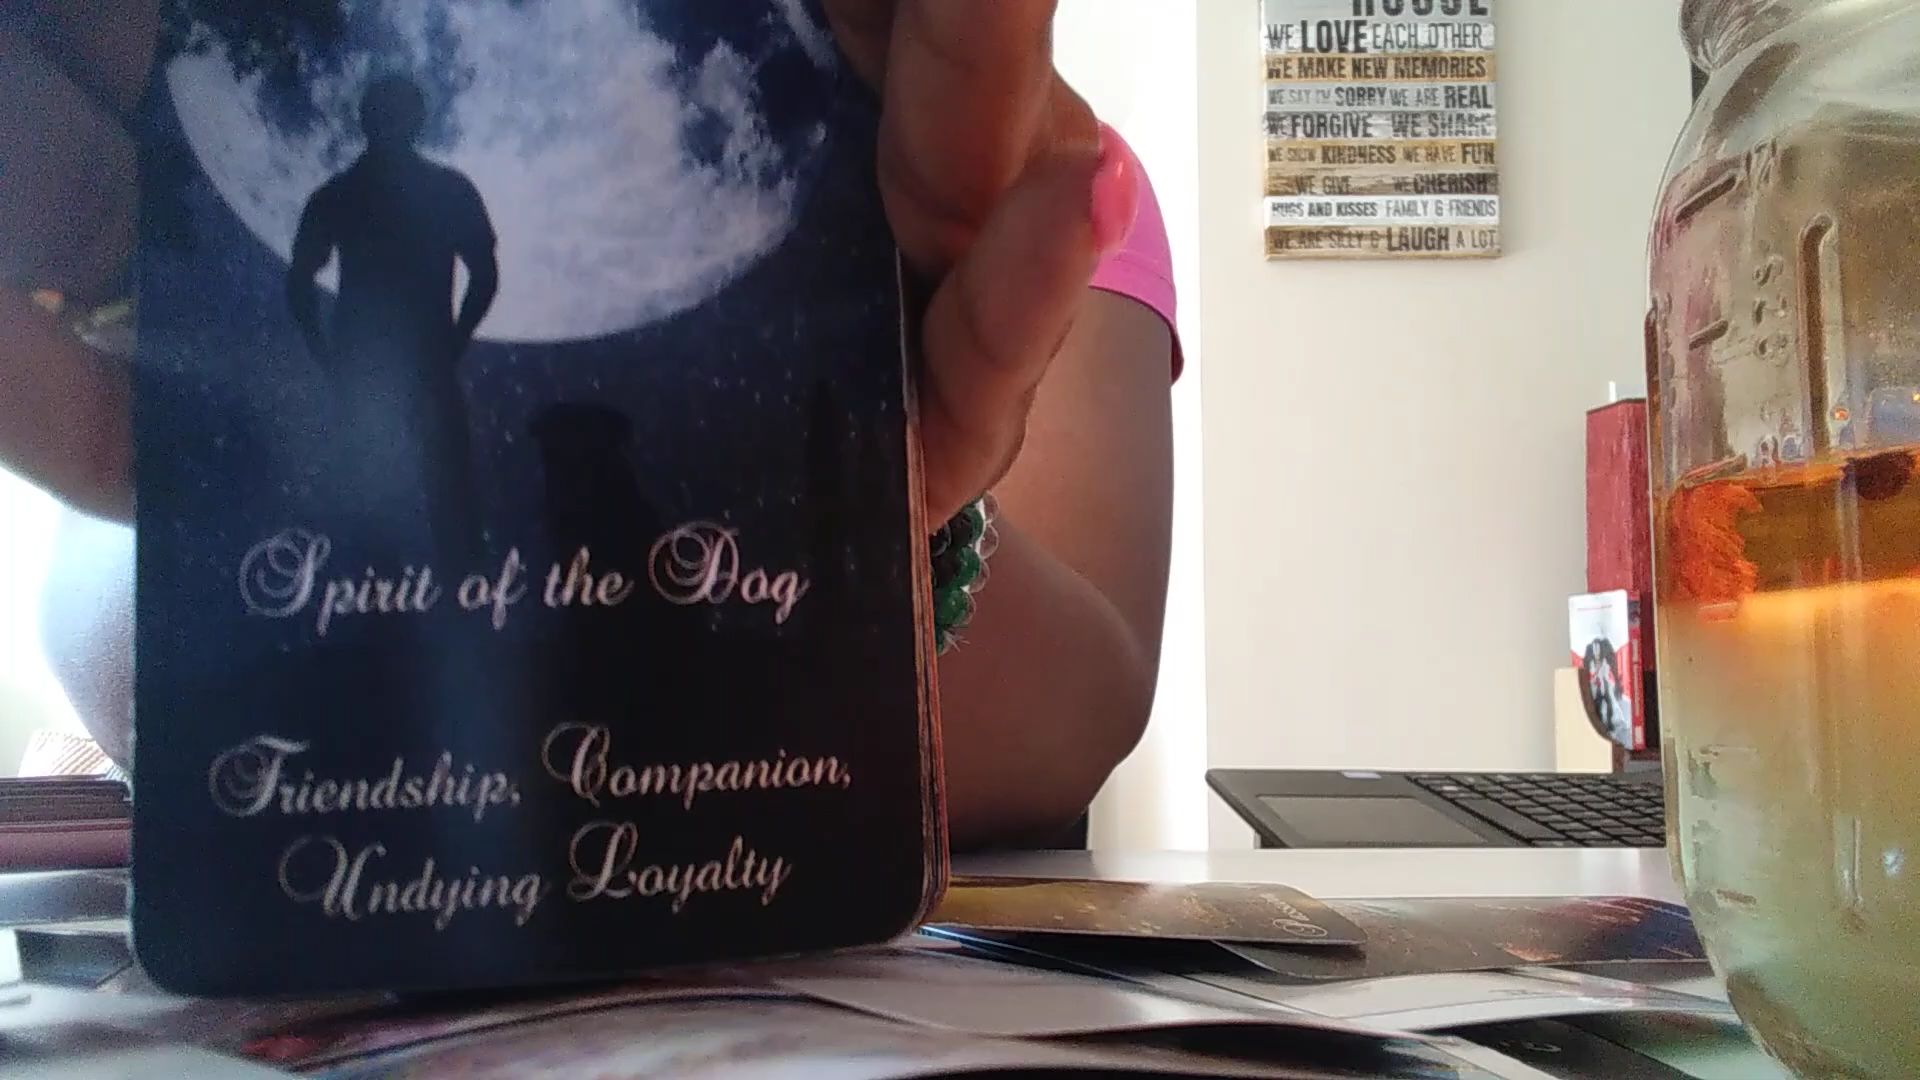 Spirit of the Dog
Friendship, Companion,
Undying Loyalty
HOUSE
WE LOVE EACH OTHER
WE MAKE NEW MEMORIES
WE SAY I'M SORRY WE ARE REAL
WE FORGIVE WE SHARE
WE SHOW KINDNESS WE HAVE FUN
WE GIVE WE CHERISH
HUGS AND KISSES FAMILY & FRIENDS
WE ARE SILLY & LAUGH A LOT